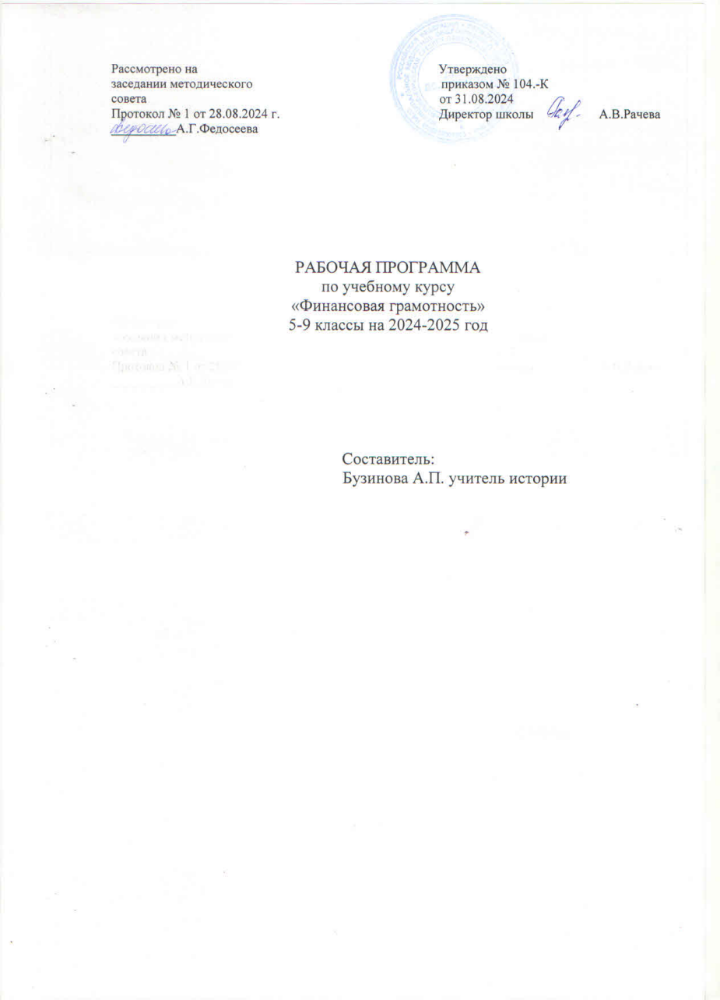 Рассмотрено на
заседании методического
совета
Протокол № 1 от 28.08.2024 г.
А.Г.Федосеева
Утверждено
приказом № 104.-К
от 31.08.2024
Директор школы А.В.Рачева
РАБОЧАЯ ПРОГРАММА
по учебному курсу
«Финансовая грамотность»
5-9 классы на 2024-2025 год
Составитель:
Бузинова А.П. учитель истории